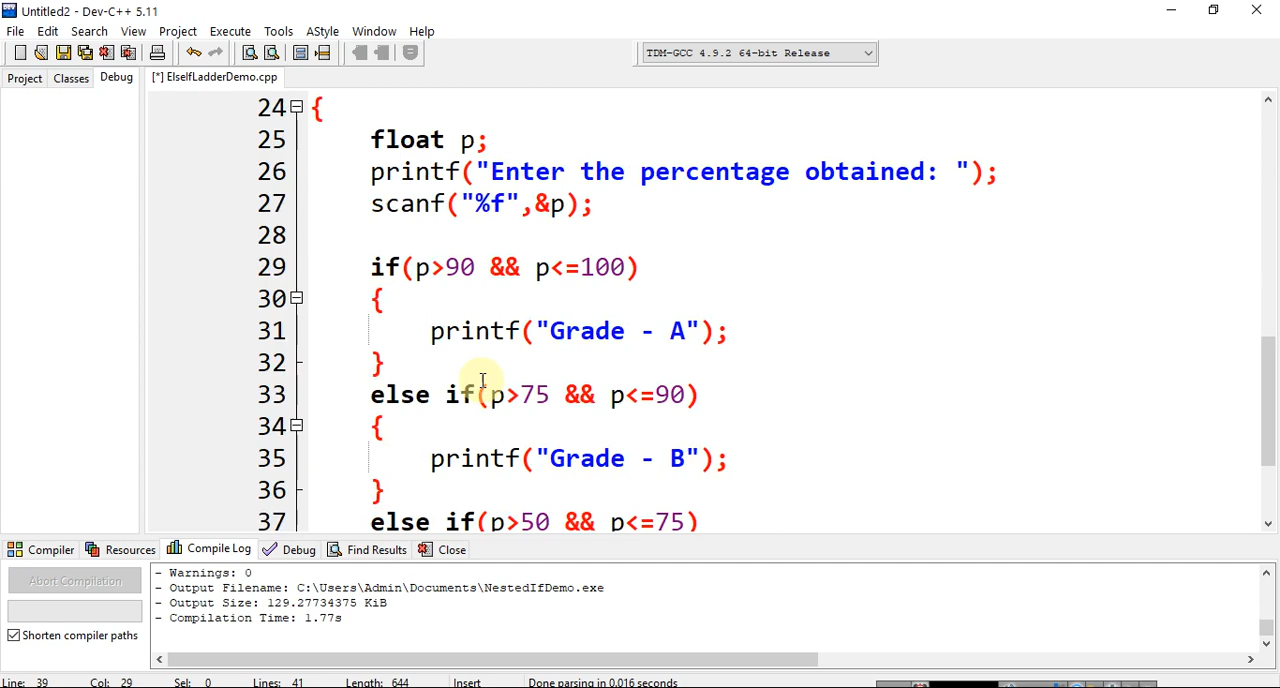 Untitled2 - Dev-C++ 5.11
File Edit Search View Project Execute Tools AStyle Window Help
TDM-GCC 4.9.2 64-bit Release
Project Classes Debug [*] ElseIfLadderDemo.cpp
24 {
25 float p;
26 printf("Enter the percentage obtained: ");
27 scanf("%f",&p);
28
29 if(p>90 && p<=100)
30 {
31 printf("Grade - A");
32 }
33 else if(p>75 && p<=90)
34 {
35 printf("Grade - B");
36 }
37 else if(p>50 && p<=75)
Compiler Resources Compile Log Debug Find Results Close
Abort Compilation
Shorten compiler paths
- Warnings: 0
- Output Filename: C:\Users\Admin\Documents\NestedIfDemo.exe
- Output Size: 129.27734375 KiB
- Compilation Time: 1.77s
Line: 39 Col: 29 Sel: 0 Lines: 41 Length: 644 Insert Done parsing in 0.016 seconds